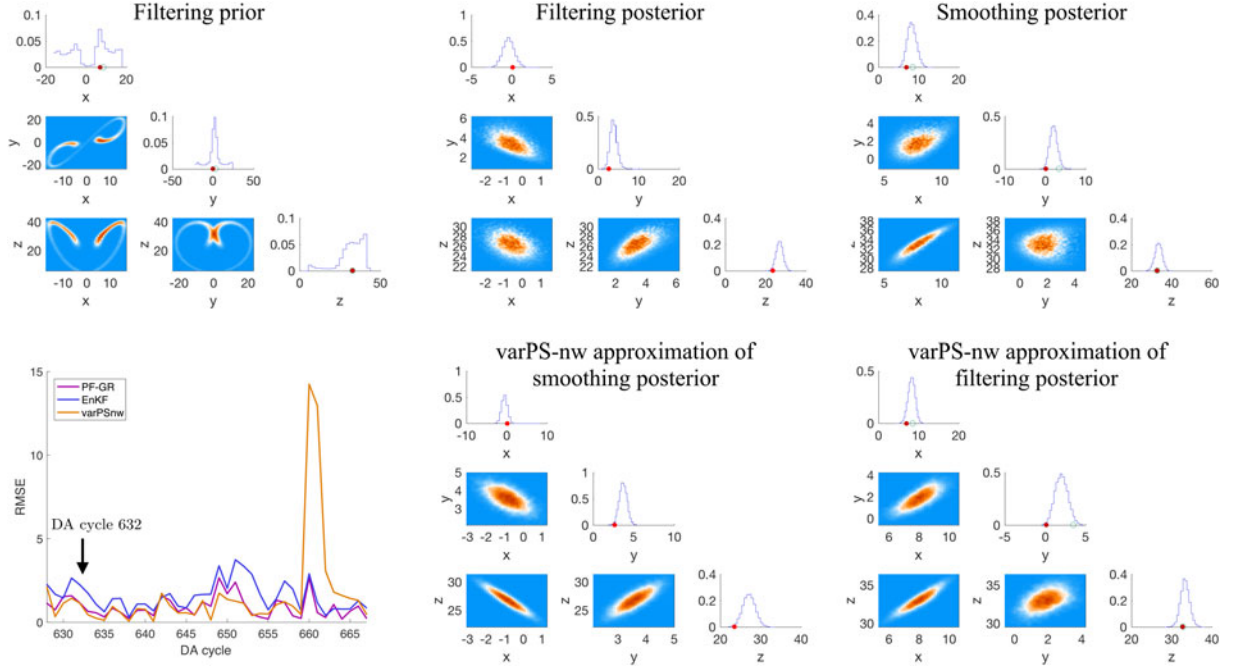 Filtering prior
0.1
0.05
0
-20 0 20
x
y
20
0
-20
-10 0 10
x
0.1
0.05
0
-50 0 50
y
z
40
20
-10 0 10
x
z
40
20
-20 0 20
y
0.1
0.05
0
0 50
z
Filtering posterior
1
0.5
0
-5 0 5
x
y
6
4
2
-2 -1 0 1
x
0.5
0
0 20
y
z
30
28
26
24
22
-2 -1 0 1
x
z
30
28
26
24
22
2 4 6
y
0.4
0.2
0
0 20 40
z
Smoothing posterior
0.4
0.2
0
0 10 20
x
y
4
2
0
5 10
x
0.5
0
-10 0 10
y
z
38
36
34
32
30
28
5 10
x
z
38
36
34
32
30
28
0 2 4
y
0.4
0.2
0
20 40 60
z
15
10
5
0
RMSE
PF-GR
EnKF
varPSnw
DA cycle 632
630 635 640 645 650 655 660 665
DA cycle
varPS-nw approximation of
smoothing posterior
1
0.5
0
-10 0 10
x
y
5
4
3
-3 -2 -1 0 1
x
1
0.5
0
0 5 10
y
z
30
25
-3 -2 -1 0 1
x
z
30
25
3 4 5
y
0.4
0.2
0
20 30 40
z
varPS-nw approximation of
filtering posterior
0.5
0
0 10 20
x
y
4
2
0
6 8 10
x
0.5
0
-5 0 5
y
z
35
30
6 8 10
x
z
35
30
0 2 4
y
0.4
0.2
0
20 30 40
z